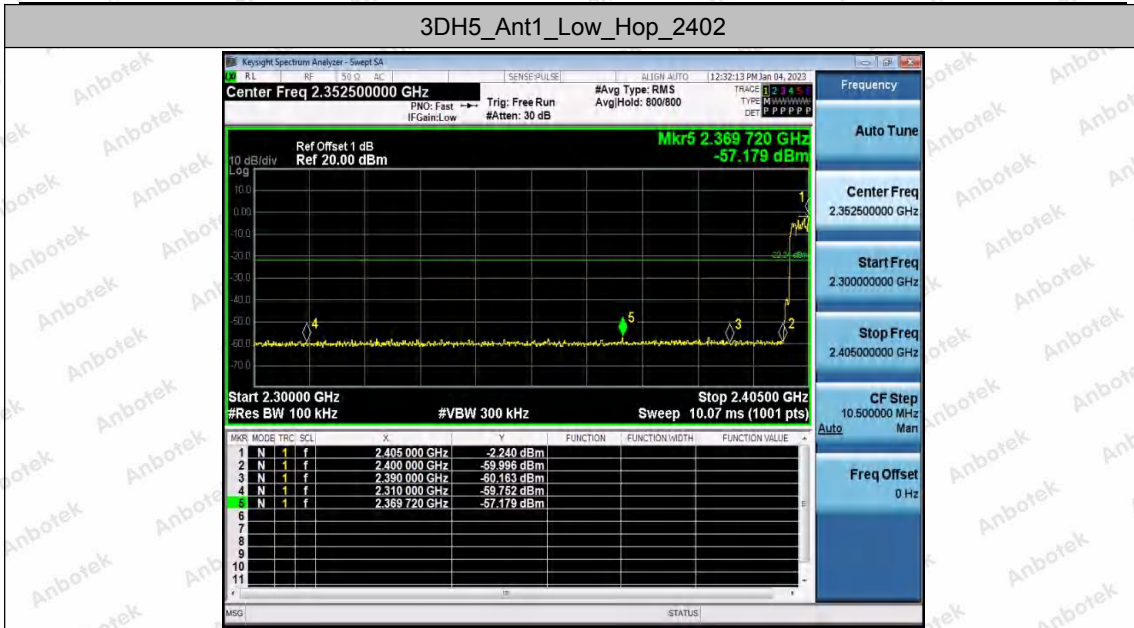 3DH5_Ant1_Low_Hop_2402
Keysight Spectrum Analyzer - Swept SA
RL RF 50 Ω AC SENSE:PULSE ALIGN AUTO 12:32:13 PM Jan 04, 2023
Center Freq 2.352500000 GHz
PNO: Fast
IFGain:Low
Trig: Free Run
#Atten: 30 dB
#Avg Type: RMS
Avg|Hold: 800/800
TRACE 1 2 3 4 5 6
TYPE M
DET P P P P P P
Mkr5 2.369 720 GHz
-57.179 dBm
Ref Offset 1 dB
10 dB/div Ref 20.00 dBm
Log
10.0
0.00
-10.0
-20.0
-30.0
-40.0
-50.0
-60.0
-70.0
1
4
5
3
2
Start 2.30000 GHz Stop 2.40500 GHz
#Res BW 100 kHz #VBW 300 kHz Sweep 10.07 ms (1001 pts)
MKR MODE TRC SCL X Y FUNCTION FUNCTION WIDTH FUNCTION VALUE
1 N 1 f 2.405 000 GHz -2.240 dBm
2 N 1 f 2.400 000 GHz -59.996 dBm
3 N 1 f 2.390 000 GHz -60.163 dBm
4 N 1 f 2.310 000 GHz -59.752 dBm
5 N 1 f 2.369 720 GHz -57.179 dBm
6
7
8
9
10
11
MSG STATUS
Frequency
Auto Tune
Center Freq
2.352500000 GHz
Start Freq
2.300000000 GHz
Stop Freq
2.405000000 GHz
CF Step
10.500000 MHz
Auto Man
Freq Offset
0 Hz
Anbotek